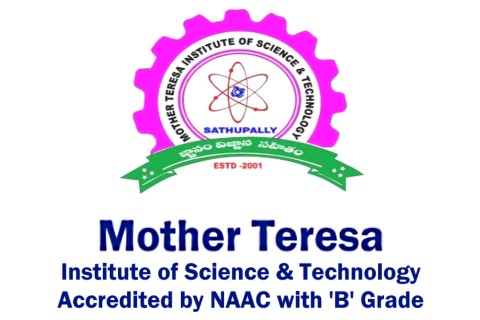 MOTHER TERESA INSTITUTE OF SCIENCE & TECHNOLOGY
SATHUPALLY
జ్ఞానం విజ్ఞాన సహితం
ESTD -2001
Mother Teresa
Institute of Science & Technology
Accredited by NAAC with 'B' Grade